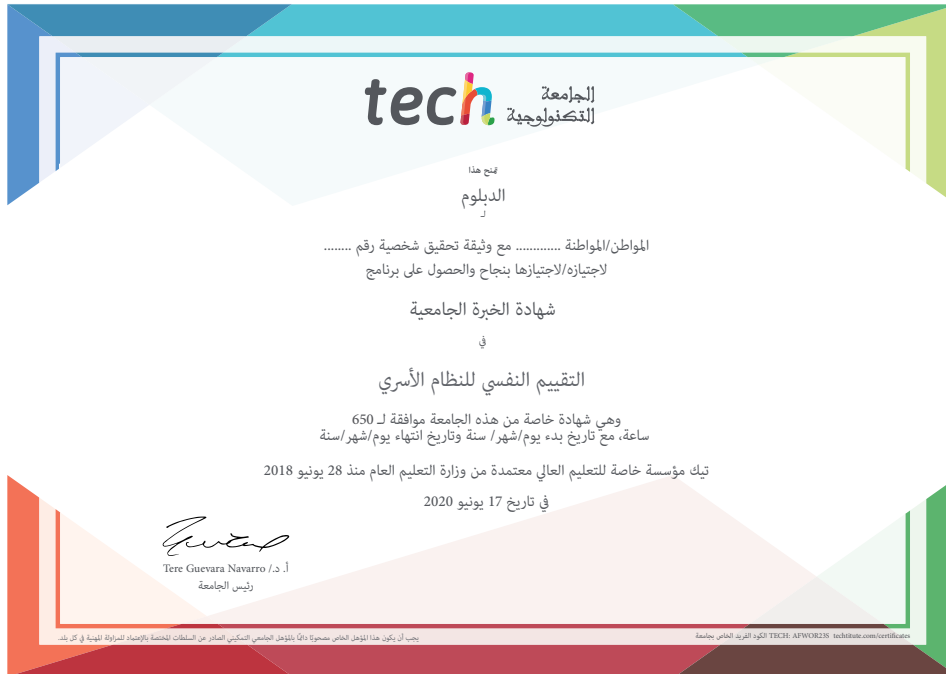 tech الجامعة
التكنولوجية
تمنح هذا
الدبلوم
لـ
المواطن/المواطنة ............. مع وثيقة تحقيق شخصية رقم ........
لاجتيازه/لاجتيازها بنجاح والحصول على برنامج
شهادة الخبرة الجامعية
في
التقييم النفسي للنظام الأسري
وهي شهادة خاصة من هذه الجامعة موافقة لـ 650
ساعة، مع تاريخ بدء يوم/شهر/ سنة وتاريخ انتهاء يوم/شهر/سنة
تيك مؤسسة خاصة للتعليم العالي معتمدة من وزارة التعليم العام منذ 28 يونيو 2018
في تاريخ 17 يونيو 2020
أ. د./ Tere Guevara Navarro
رئيس الجامعة
يجب أن يكون هذا المؤهل الخاص مصحوبًا دائمًا بالمؤهل الجامعي التمكيني الصادر عن السلطات المختصة بالإعتماد للمزاولة المهنية في كل بلد.
الكود الفريد الخاص بجامعة TECH: AFWOR23S techtitute.com/certificates